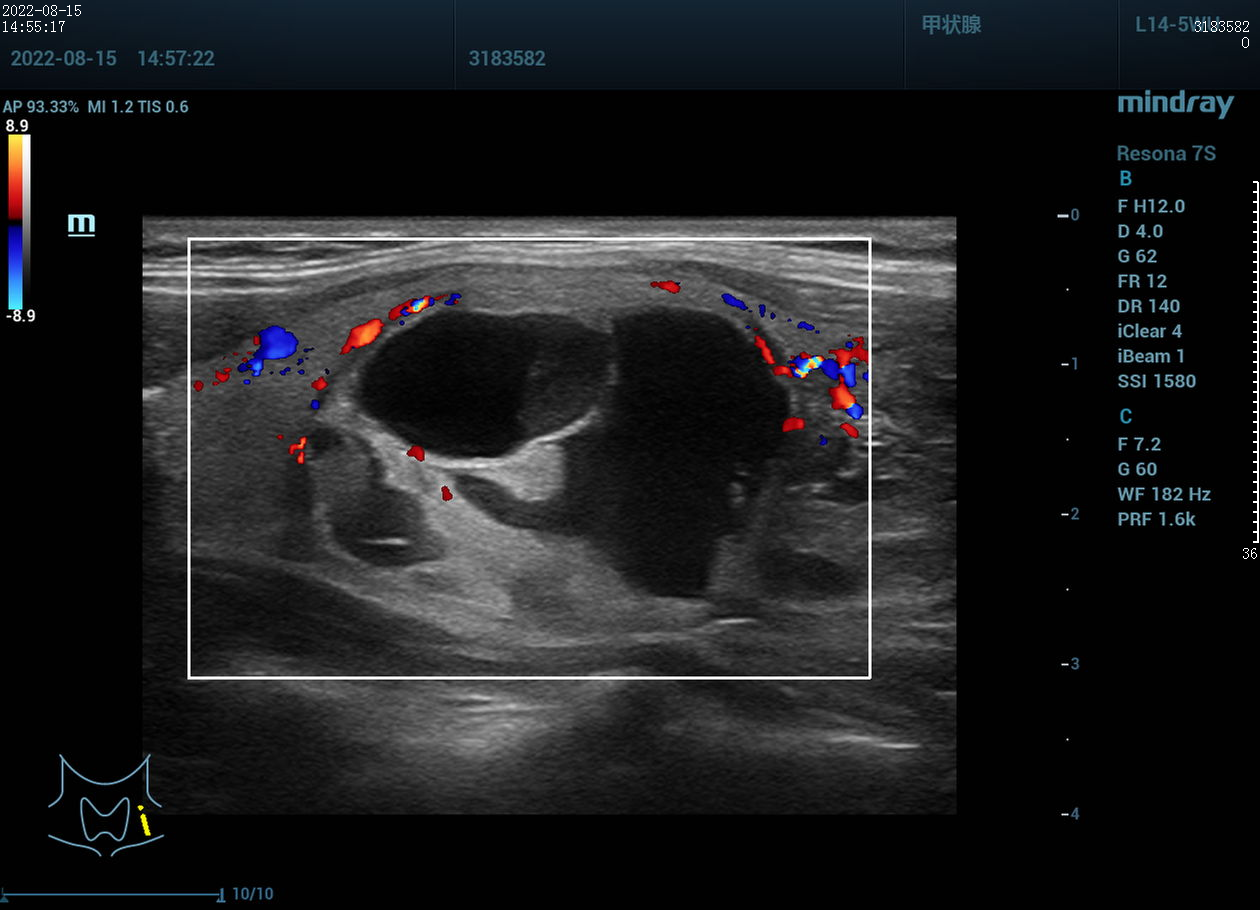 2022-08-15
14:55:17
甲状腺
3183582
0
2022-08-15 14:57:22
3183582
AP 93.33% MI 1.2 TIS 0.6
mindray
8.9
-8.9
m
Resona 7S
B
F H12.0
D 4.0
G 62
FR 12
DR 140
iClear 4
iBeam 1
SSI 1580
C
F 7.2
G 60
WF 182 Hz
PRF 1.6k
0
1
2
3
4
36
10/10